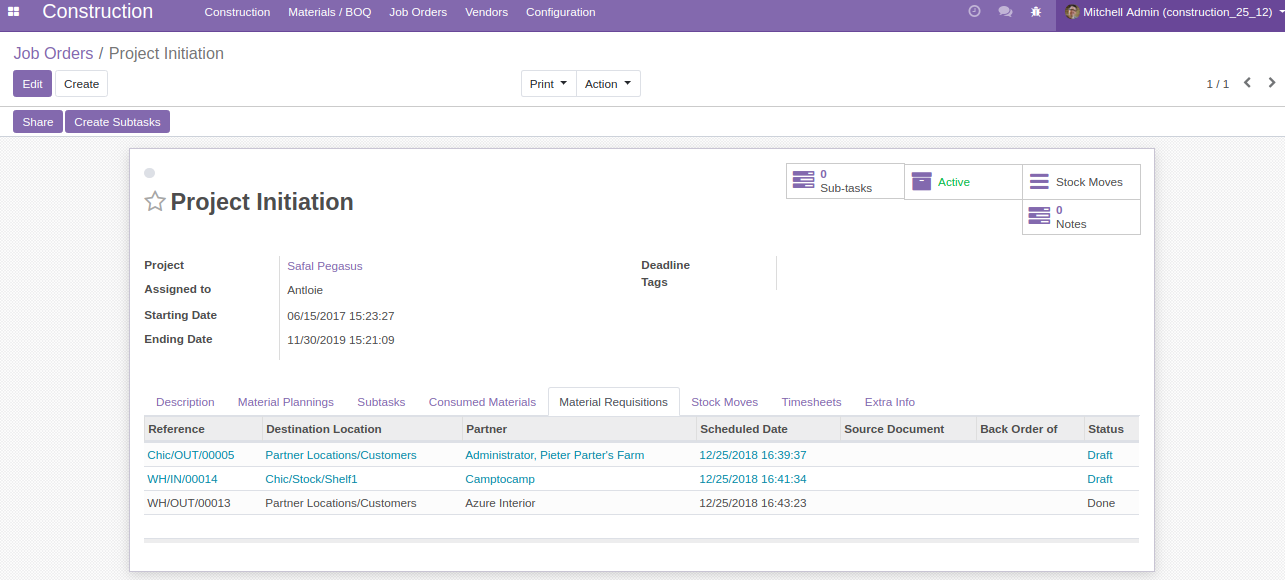 Construction Construction Materials / BOQ Job Orders Vendors Configuration Mitchell Admin (construction_25_12)
Job Orders / Project Initiation
Edit Create Print Action 1 / 1
Share Create Subtasks
0
Sub-tasks
Active
Stock Moves
Project Initiation
0
Notes
Project Safal Pegasus Deadline
Assigned to Antloie Tags
Starting Date 06/15/2017 15:23:27
Ending Date 11/30/2019 15:21:09
Description Material Plannings Subtasks Consumed Materials Material Requisitions Stock Moves Timesheets Extra Info
Reference Destination Location Partner Scheduled Date Source Document Back Order of Status
Chic/OUT/00005 Partner Locations/Customers Administrator, Pieter Parter's Farm 12/25/2018 16:39:37 Draft
WH/IN/00014 Chic/Stock/Shelf1 Camptocamp 12/25/2018 16:41:34 Draft
WH/OUT/00013 Partner Locations/Customers Azure Interior 12/25/2018 16:43:23 Done